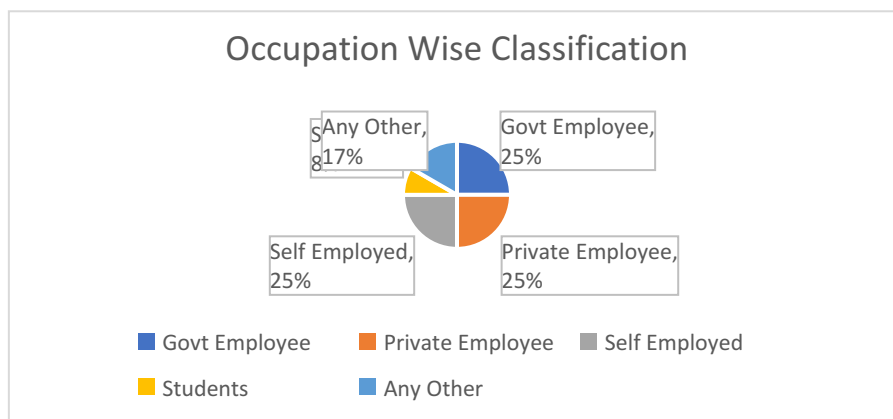 Occupation Wise Classification
Any Other,
17%
Govt Employee,
25%
Self Employed,
25%
Private Employee,
25%
Govt Employee
Private Employee
Self Employed
Students
Any Other